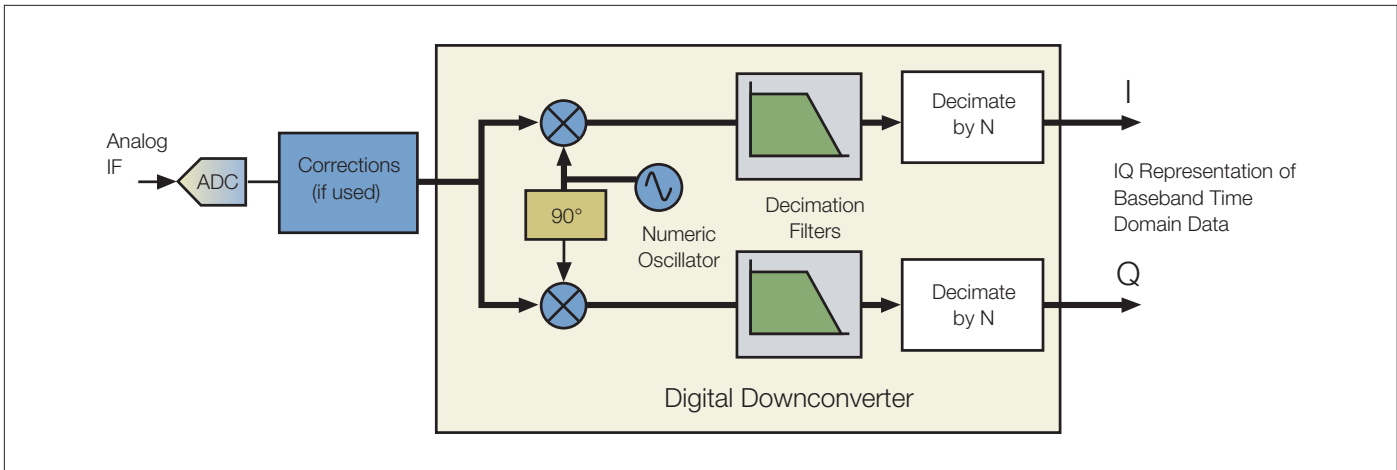 Analog
IF
ADC
Corrections
(if used)
90°
Numeric
Oscillator
Decimation
Filters
Decimate
by N
Decimate
by N
I
IQ Representation of
Baseband Time
Domain Data
Q
Digital Downconverter